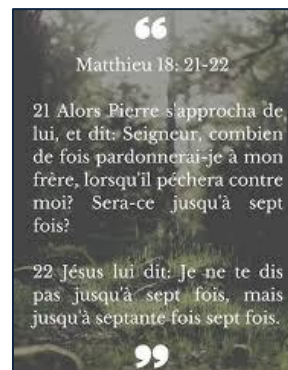 “
Matthieu 18: 21-22
21 Alors Pierre s'approcha de
lui, et dit: Seigneur, combien
de fois pardonnerai-je à mon
frère, lorsqu'il péchera contre
moi? Sera-ce jusqu'à sept
fois?
22 Jésus lui dit: Je ne te dis
pas jusqu'à sept fois, mais
jusqu'à septante fois sept fois.
”